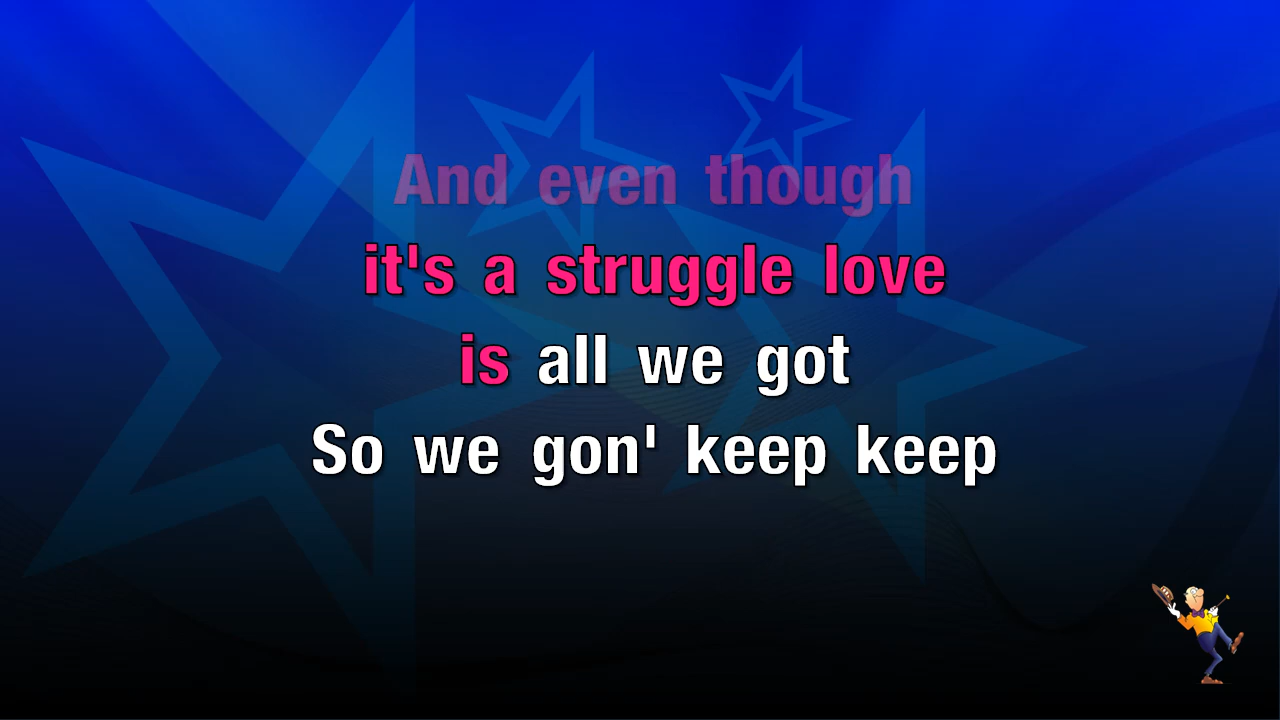 And even though
it's a struggle love
is all we got
So we gon' keep keep